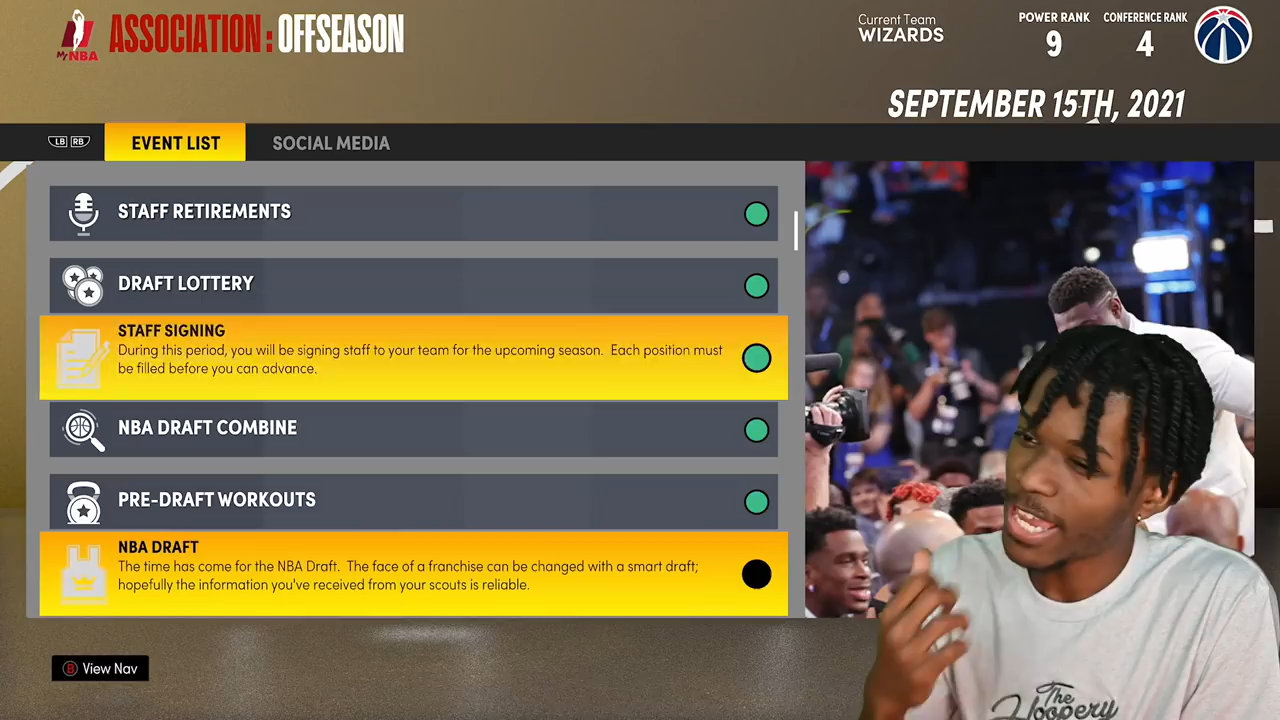 MyNBA
ASSOCIATION: OFFSEASON
Current Team
WIZARDS
POWER RANK
9
CONFERENCE RANK
4
SEPTEMBER 15TH, 2021
LB RB
EVENT LIST
SOCIAL MEDIA
STAFF RETIREMENTS
DRAFT LOTTERY
STAFF SIGNING
During this period, you will be signing staff to your team for the upcoming season. Each position must
be filled before you can advance.
NBA DRAFT COMBINE
PRE-DRAFT WORKOUTS
NBA DRAFT
The time has come for the NBA Draft. The face of a franchise can be changed with a smart draft;
hopefully the information you've received from your scouts is reliable.
B View Nav
The
Hoopery